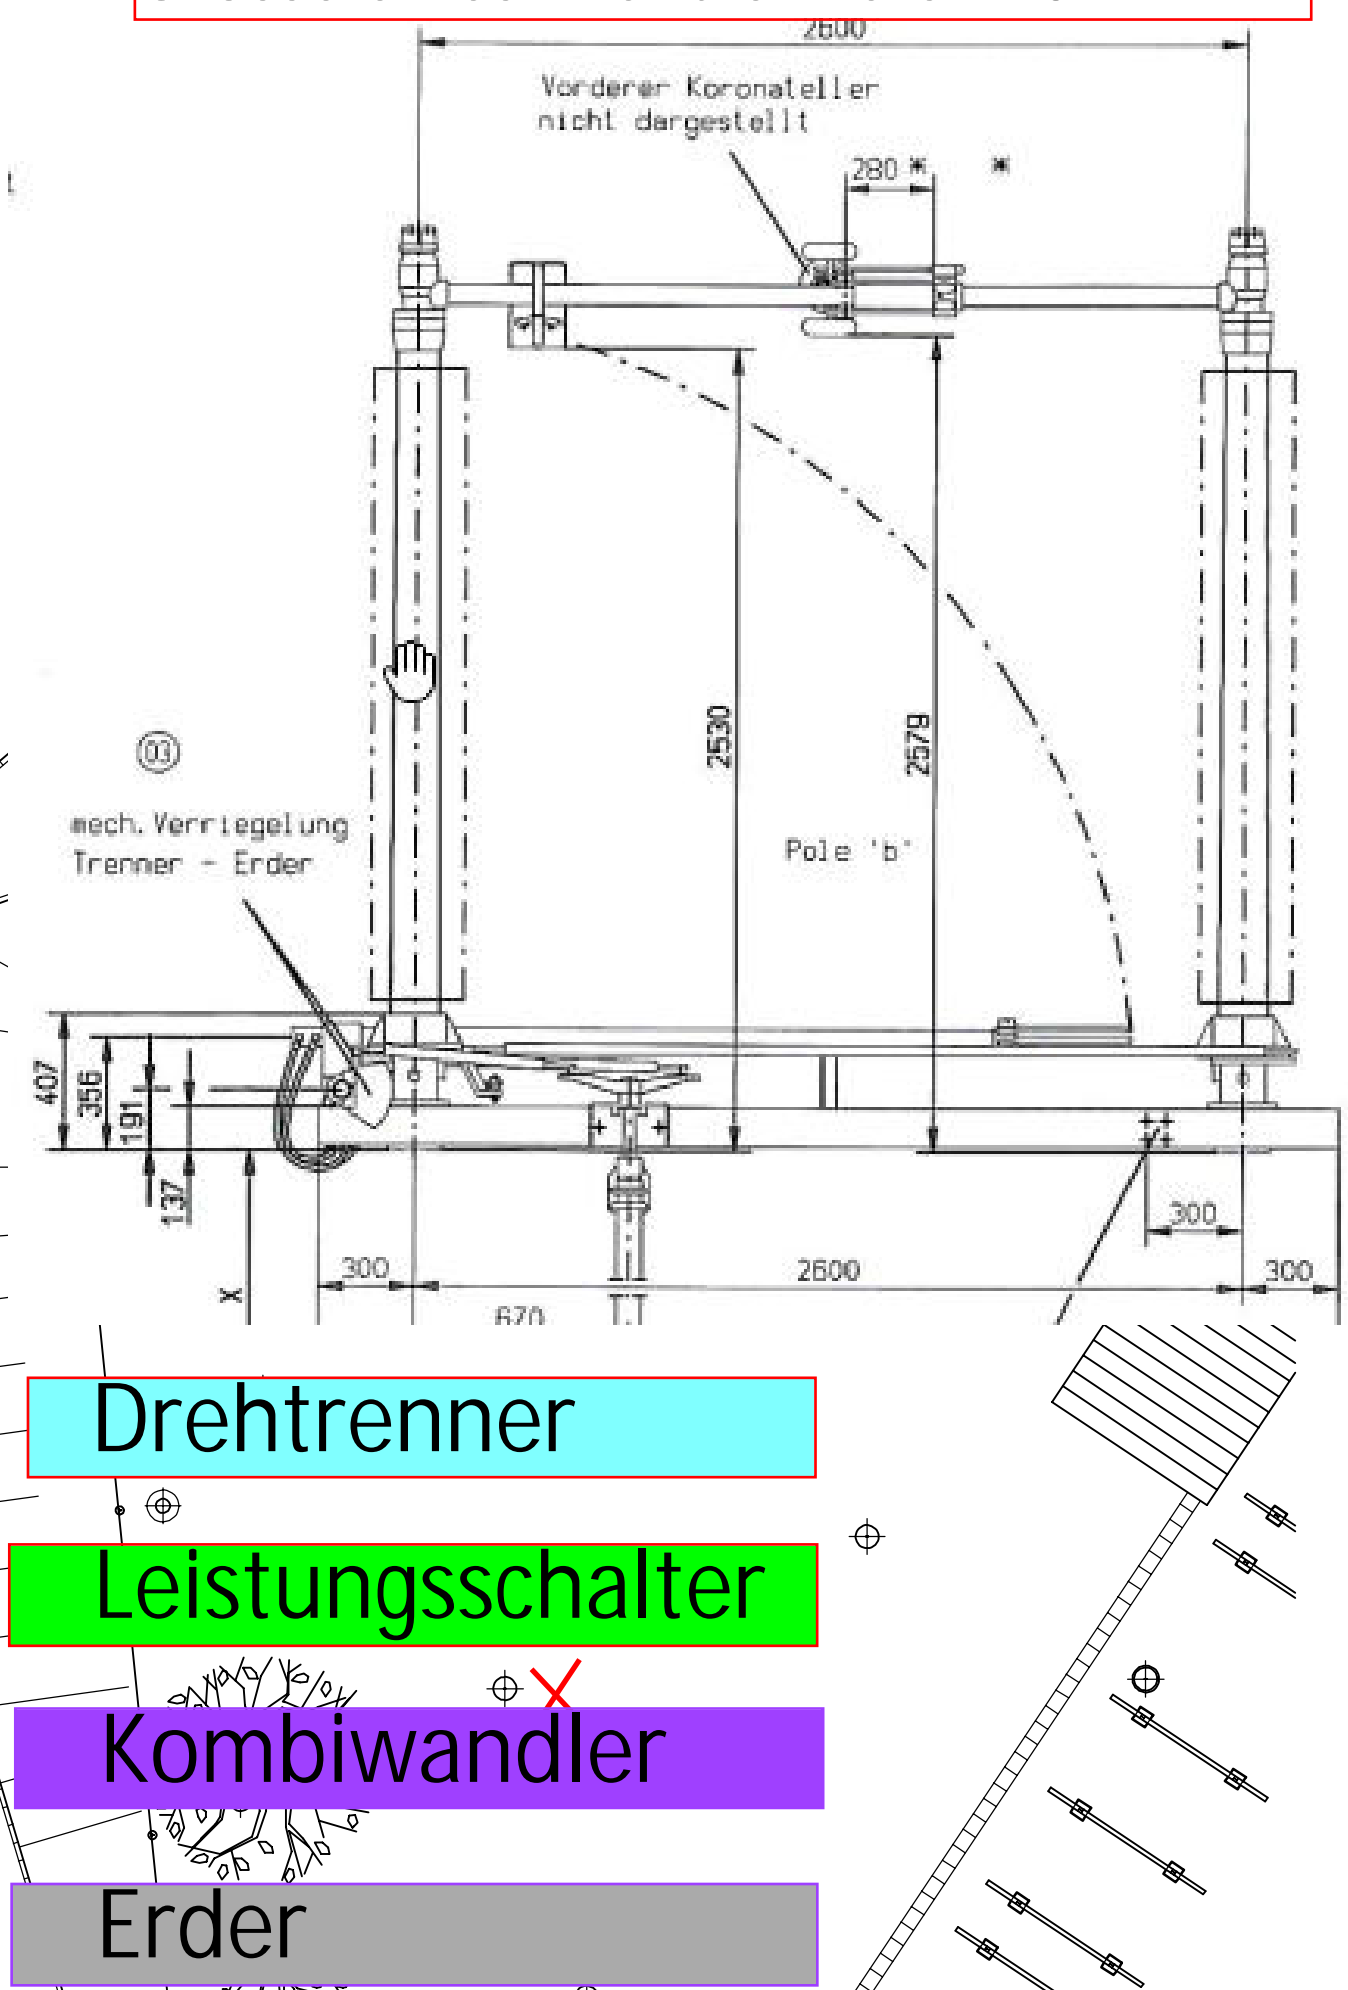 2600
Vorderer Koronateller
nicht dargestellt
280 *
*
03
mech. Verriegelung
Trenner - Erder
2530
2579
Pole 'b'
407
356
191
137
X
300
2600
300
300
670
Drehtrenner
Leistungsschalter
Kombiwandler
Erder